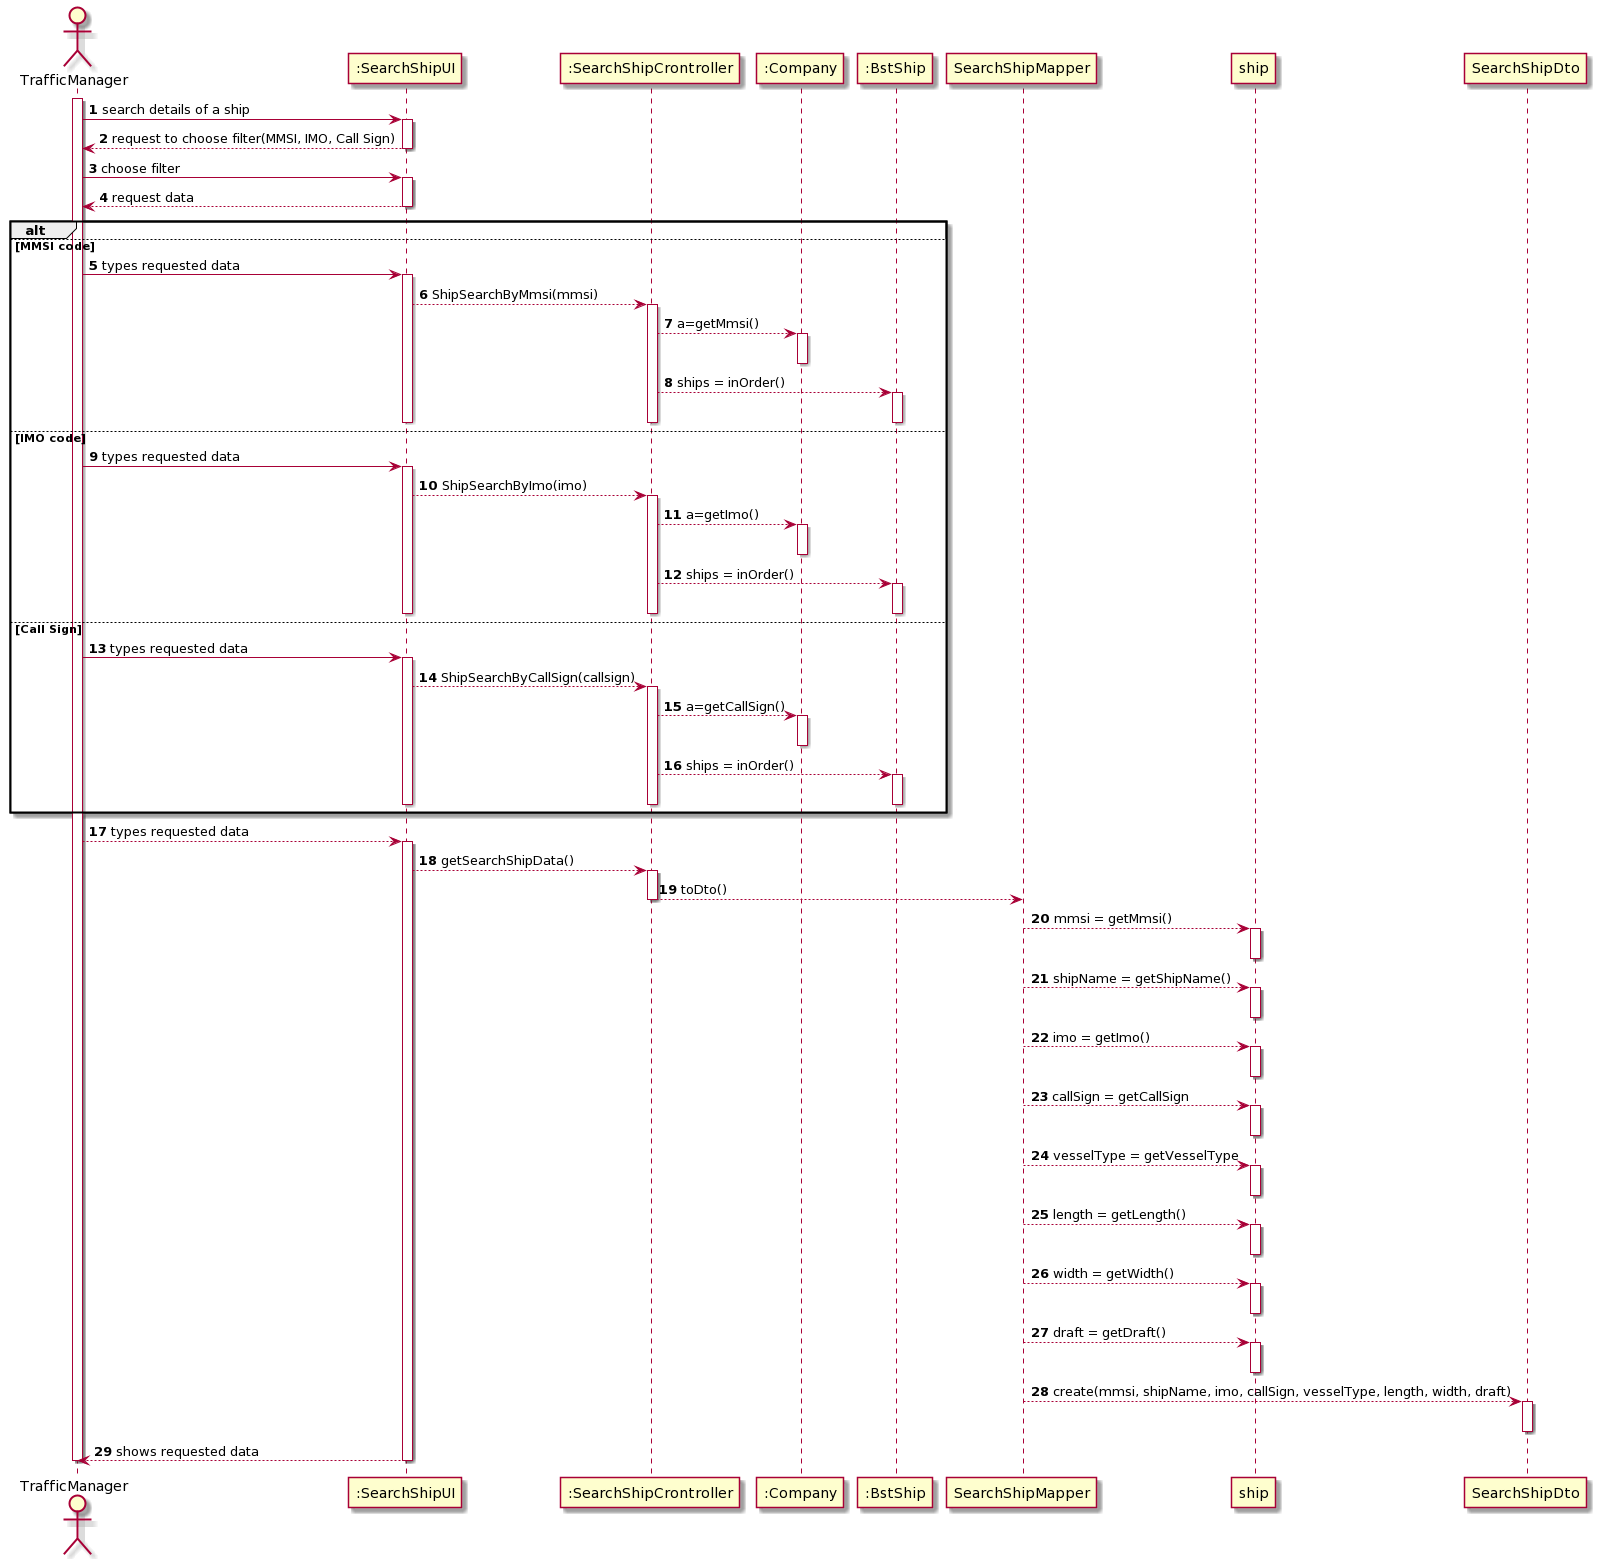 TrafficManager
:SearchShipUI
:SearchShipCrontroller
:Company
:BstShip
SearchShipMapper
ship
SearchShipDto
1 search details of a ship
2 request to choose filter(MMSI, IMO, Call Sign)
3 choose filter
4 request data
alt
[MMSI code]
5 types requested data
6 ShipSearchByMmsi(mmsi)
7 a=getMmsi()
8 ships = inOrder()
[IMO code]
9 types requested data
10 ShipSearchByImo(imo)
11 a=getImo()
12 ships = inOrder()
[Call Sign]
13 types requested data
14 ShipSearchByCallSign(callsign)
15 a=getCallSign()
16 ships = inOrder()
17 types requested data
18 getSearchShipData()
19 toDto()
20 mmsi = getMmsi()
21 shipName = getShipName()
22 imo = getImo()
23 callSign = getCallSign
24 vesselType = getVesselType
25 length = getLength()
26 width = getWidth()
27 draft = getDraft()
28 create(mmsi, shipName, imo, callSign, vesselType, length, width, draft)
29 shows requested data
TrafficManager
:SearchShipUI
:SearchShipCrontroller
:Company
:BstShip
SearchShipMapper
ship
SearchShipDto